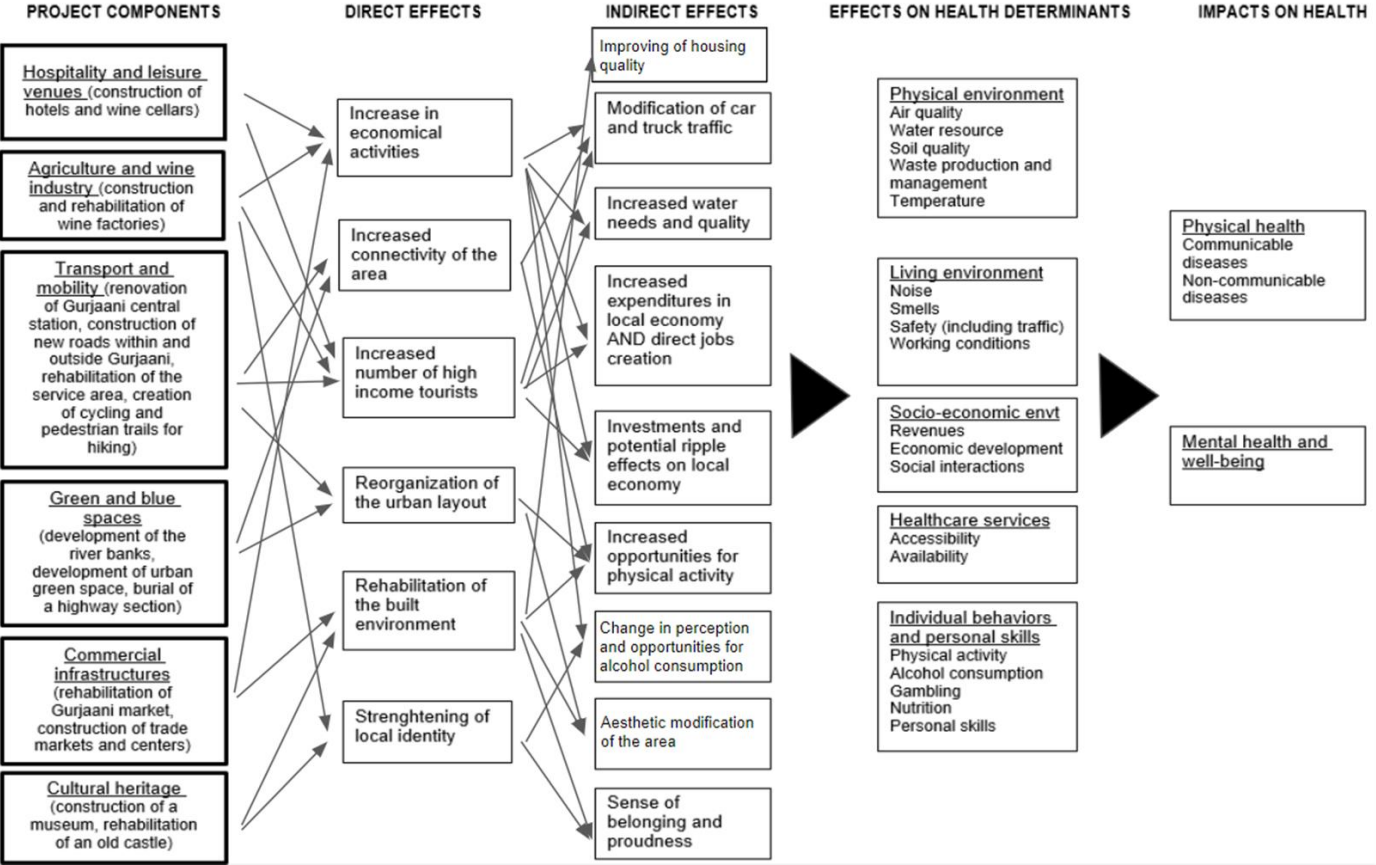 PROJECT COMPONENTS
DIRECT EFFECTS
INDIRECT EFFECTS
EFFECTS ON HEALTH DETERMINANTS
IMPACTS ON HEALTH
Hospitality and leisure
venues (construction of
hotels and wine cellars)
Agriculture and wine
industry (construction
and rehabilitation of
wine factories)
Transport and
mobility (renovation
of Gurjaani central
station, construction of
new roads within and
outside Gurjaani,
rehabilitation of the
service area, creation
of cycling and
pedestrian trails for
hiking)
Green and blue
spaces
(development of the
river banks,
development of urban
green space, burial of
a highway section)
Commercial
infrastructures
(rehabilitation of
Gurjaani market,
construction of trade
markets and centers)
Cultural heritage
(construction of a
museum, rehabilitation
of an old castle)
Increase in
economical
activities
Increased
connectivity of the
area
Increased
number of high
income tourists
Reorganization of
the urban layout
Rehabilitation of
the built
environment
Strenghtening of
local identity
Improving of housing
quality
Modification of car
and truck traffic
Increased water
needs and quality
Increased
expenditures in
local economy
AND direct jobs
creation
Investments and
potential ripple
effects on local
economy
Increased
opportunities for
physical activity
Change in perception
and opportunities for
alcohol consumption
Aesthetic modification
of the area
Sense of
belonging and
proudness
Physical environment
Air quality
Water resource
Soil quality
Waste production and
management
Temperature
Living environment
Noise
Smells
Safety (including traffic)
Working conditions
Socio-economic envt
Revenues
Economic development
Social interactions
Healthcare services
Accessibility
Availability
Individual behaviors
and personal skills
Physical activity
Alcohol consumption
Gambling
Nutrition
Personal skills
Physical health
Communicable
diseases
Non-communicable
diseases
Mental health and
well-being